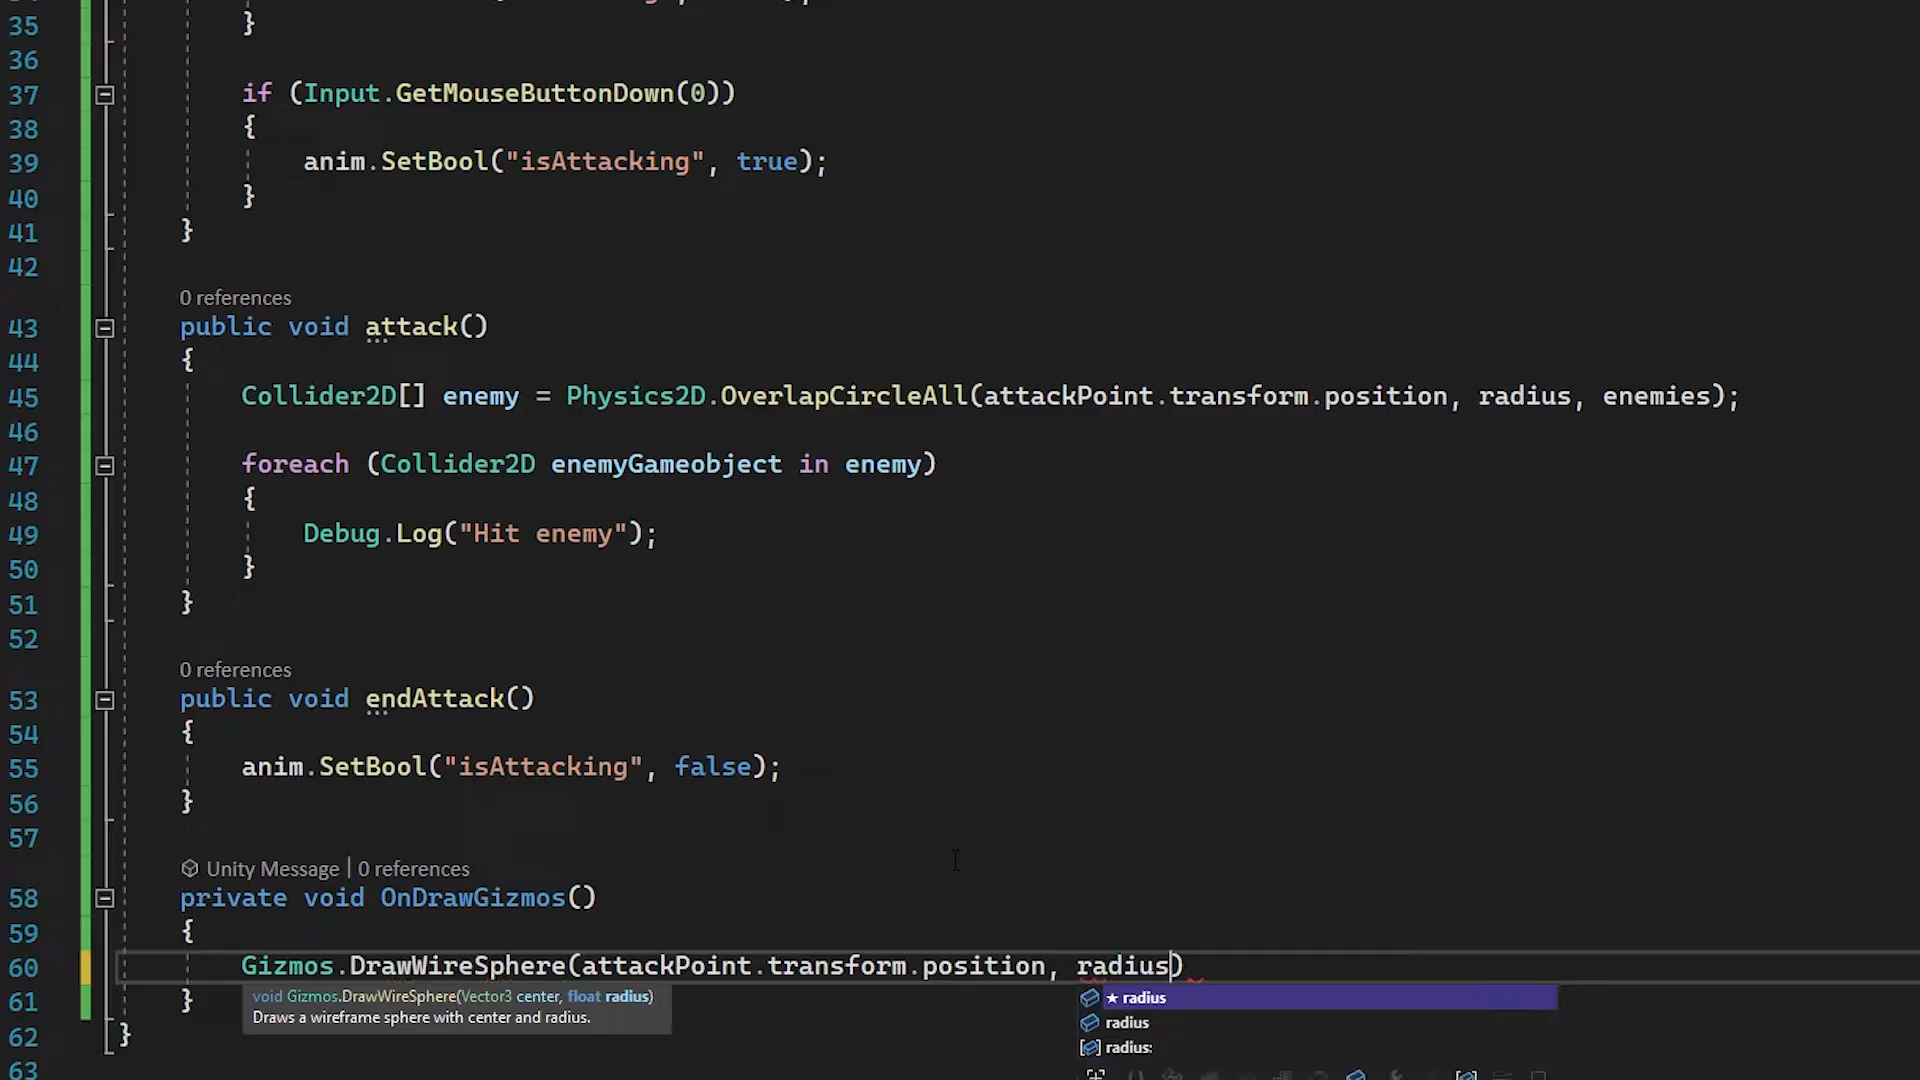 35 }
36
37 if (Input.GetMouseButtonDown(0))
38 {
39 anim.SetBool("isAttacking", true);
40 }
41 }
42
0 references
43 public void attack()
44 {
45 Collider2D[] enemy = Physics2D.OverlapCircleAll(attackPoint.transform.position, radius, enemies);
46
47 foreach (Collider2D enemyGameobject in enemy)
48 {
49 Debug.Log("Hit enemy");
50 }
51 }
52
0 references
53 public void endAttack()
54 {
55 anim.SetBool("isAttacking", false);
56 }
57
Unity Message | 0 references
58 private void OnDrawGizmos()
59 {
60 Gizmos.DrawWireSphere(attackPoint.transform.position, radius)
61 }
void Gizmos.DrawWireSphere(Vector3 center, float radius)
Draws a wireframe sphere with center and radius.
★ radius
radius
radius:
62 }
63